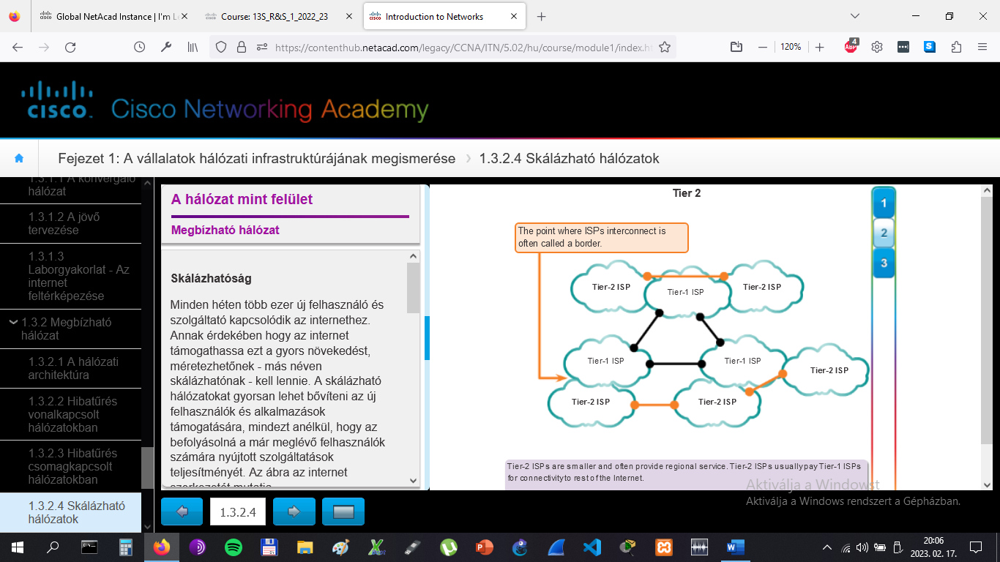 Global NetAcad Instance | I'm Le
Course: 13S_R&S_1_2022_23
Introduction to Networks
https://contenthub.netacad.com/legacy/CCNA/ITN/5.02/hu/course/module1/index.ht
120%
4
ABP
S
CISCO.
Cisco Networking Academy
Fejezet 1: A vállalatok hálózati infrastruktúrájának megismerése
1.3.2.4 Skálázható hálózatok
1.3.1.1 A konvergáló
hálózat
1.3.1.2 A jövő
tervezése
1.3.1.3
Laborgyakorlat - Az
internet
feltérképezése
1.3.2 Megbízható
hálózat
1.3.2.1 A hálózati
architektúra
1.3.2.2 Hibatűrés
vonalkapcsolt
hálózatokban
1.3.2.3 Hibatűrés
csomagkapcsolt
hálózatokban
1.3.2.4 Skálázható
hálózatok
A hálózat mint felület
Megbízható hálózat
Skálázhatóság
Minden héten több ezer új felhasználó és
szolgáltató kapcsolódik az internethez.
Annak érdekében hogy az internet
támogathassa ezt a gyors növekedést,
méretezhetőnek - más néven
skálázhatónak - kell lennie. A skálázható
hálózatokat gyorsan lehet bővíteni az új
felhasználók és alkalmazások
támogatására, mindezt anélkül, hogy az
befolyásolná a már meglévő felhasználók
számára nyújtott szolgáltatások
teljesítményét. Az ábra az internet
szerkezetét mutatja
1.3.2.4
Tier 2
The point where ISPs interconnect is
often called a border.
Tier-2 ISP
Tier-1 ISP
Tier-2 ISP
Tier-1 ISP
Tier-1 ISP
Tier-2 ISP
Tier-2 ISP
Tier-2 ISP
1
2
3
Tier-2 ISPs are smaller and often provide regional service. Tier-2 ISPs usually pay Tier-1 ISPs
for connectivity to rest of the Internet.
Aktiválja a Windowst
Aktiválja a Windows rendszert a Gépházban.
20:06
2023. 02. 17.